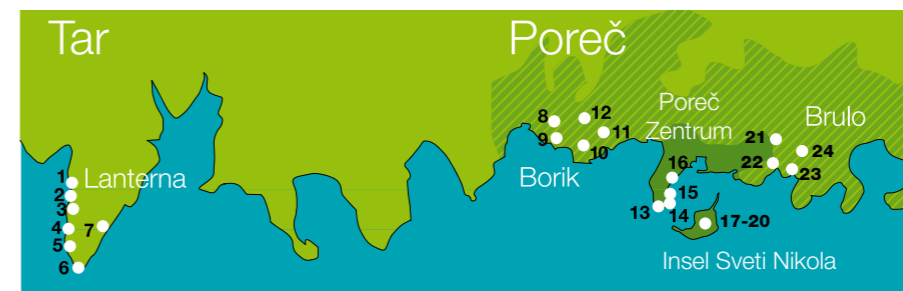 Tar
Poreč
8
12
9
11
10
Poreč
Zentrum
Brulo
21
24
22
23
1
Lanterna
2
3
4
7
5
6
Borik
16
15
13
14
17-20
Insel Sveti Nikola